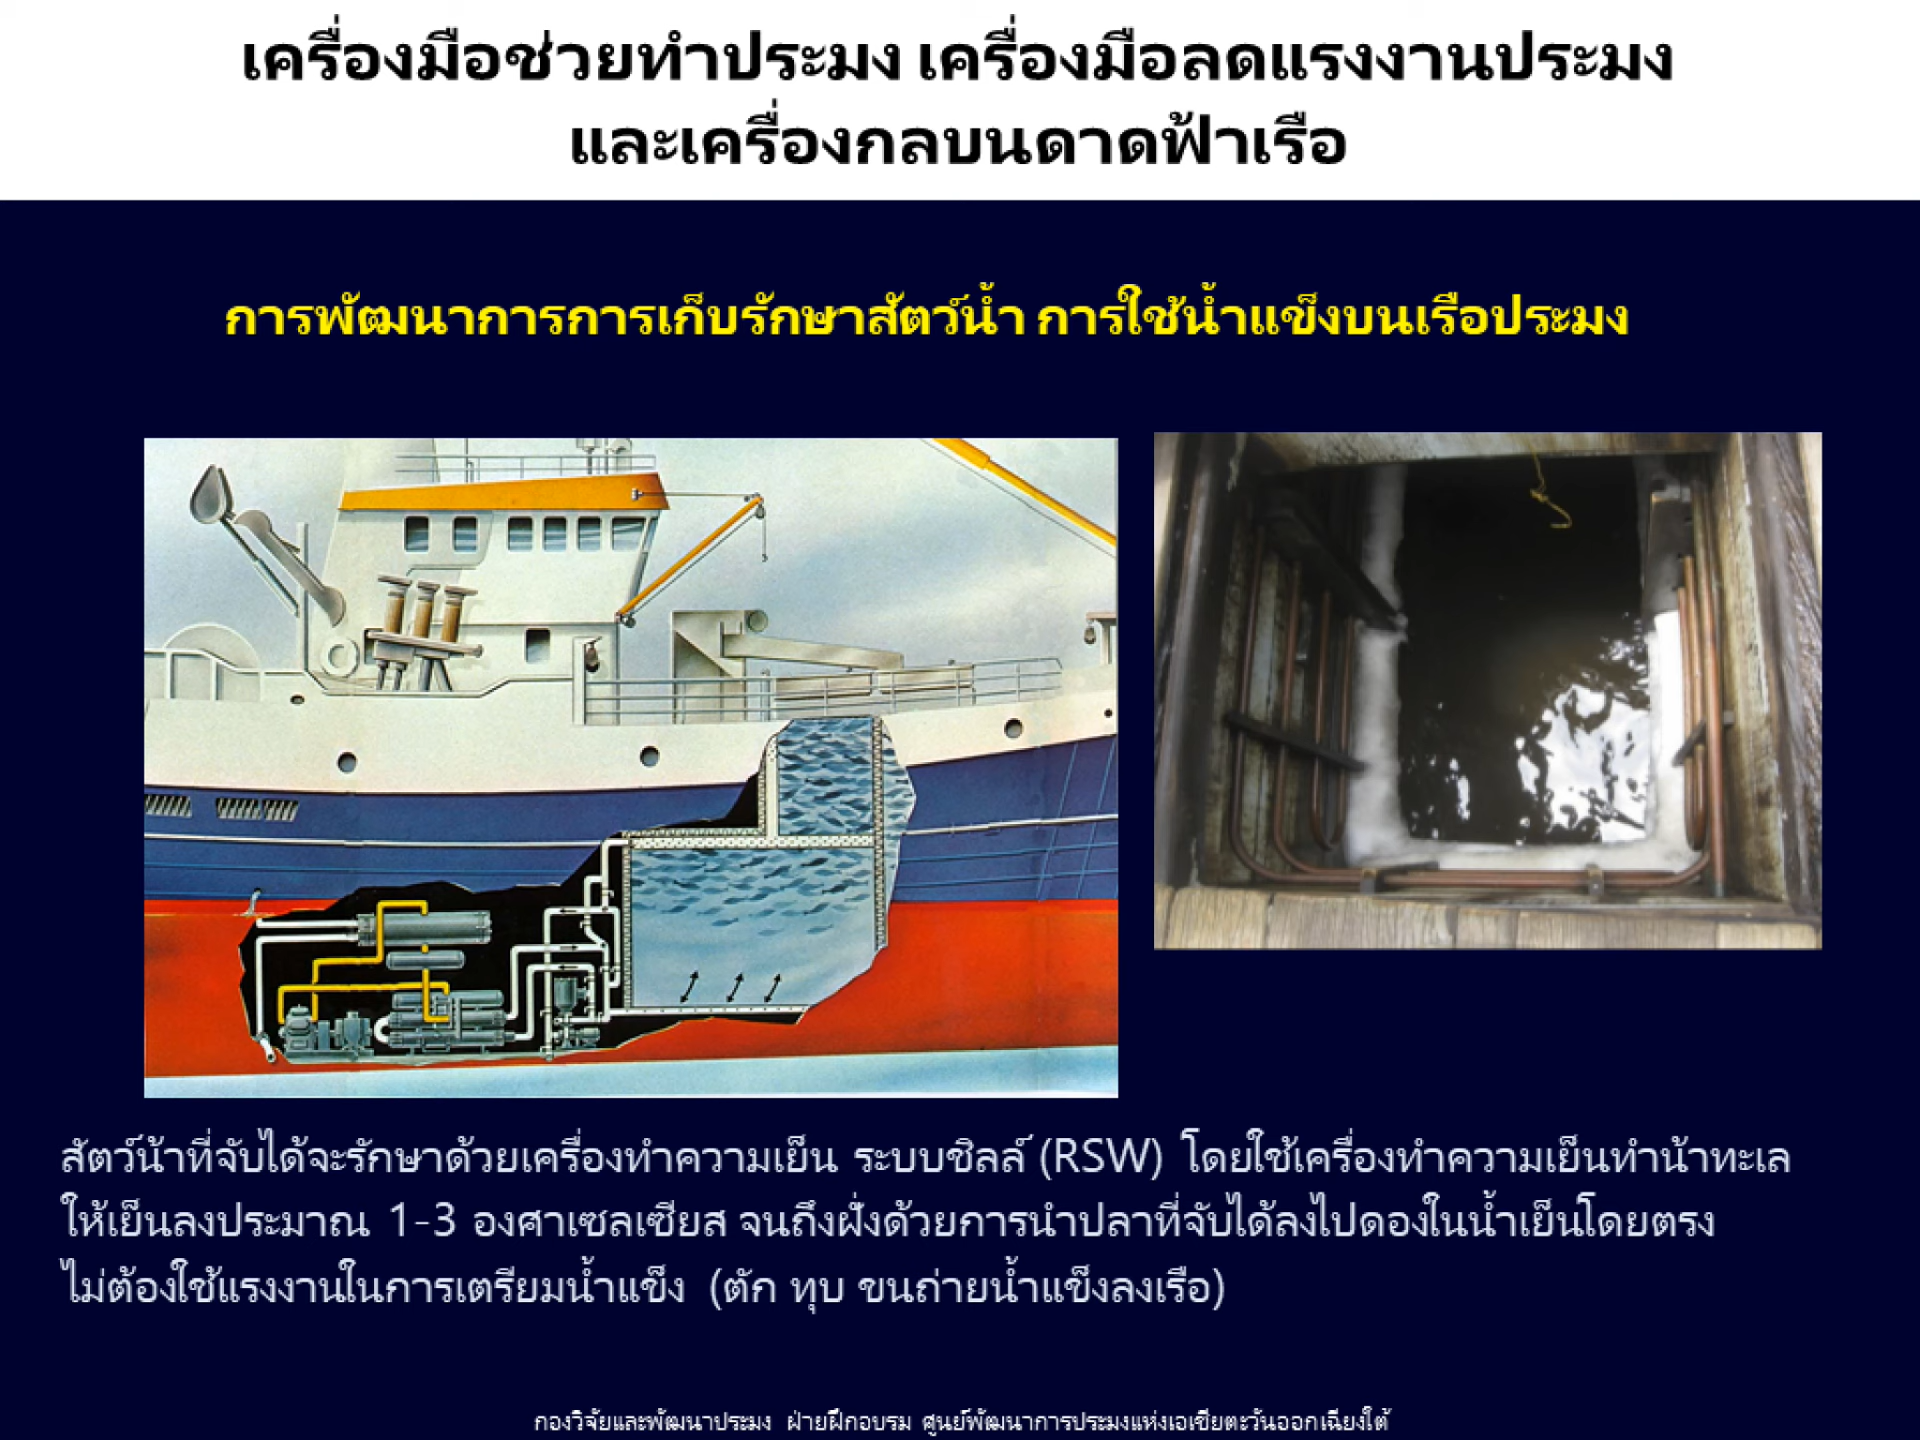 เครื่องมือช่วยทำประมง เครื่องมือลดแรงงานประมง
และเครื่องกลบนดาดฟ้าเรือ
การพัฒนาการการเก็บรักษาสัตว์น้ำ การใช้น้ำแข็งบนเรือประมง
สัตว์น้าที่จับได้จะรักษาด้วยเครื่องทำความเย็น ระบบชิลล์ (RSW) โดยใช้เครื่องทำความเย็นทำน้าทะเล
ให้เย็นลงประมาณ 1-3 องศาเซลเซียส จนถึงฝั่งด้วยการนำปลาที่จับได้ลงไปดองในน้ำเย็นโดยตรง
ไม่ต้องใช้แรงงานในการเตรียมน้ำแข็ง (ตัก ทุบ ขนถ่ายน้ำแข็งลงเรือ)
กองวิจัยและพัฒนาประมง ฝ่ายฝึกอบรม ศูนย์พัฒนาการประมงแห่งเอเชียตะวันออกเฉียงใต้